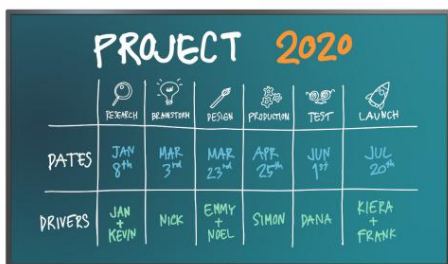 PROJECT 2020
RESEARCH BRAINSTORM DESIGN PRODUCTION TEST LAUNCH
DATES JAN 8th MAR 3rd MAR 23rd APR 25th JUN 1st JUL 20th
DRIVERS JAN + KEVIN NICK EMMY + NOEL SIMON DANA KIERA + FRANK